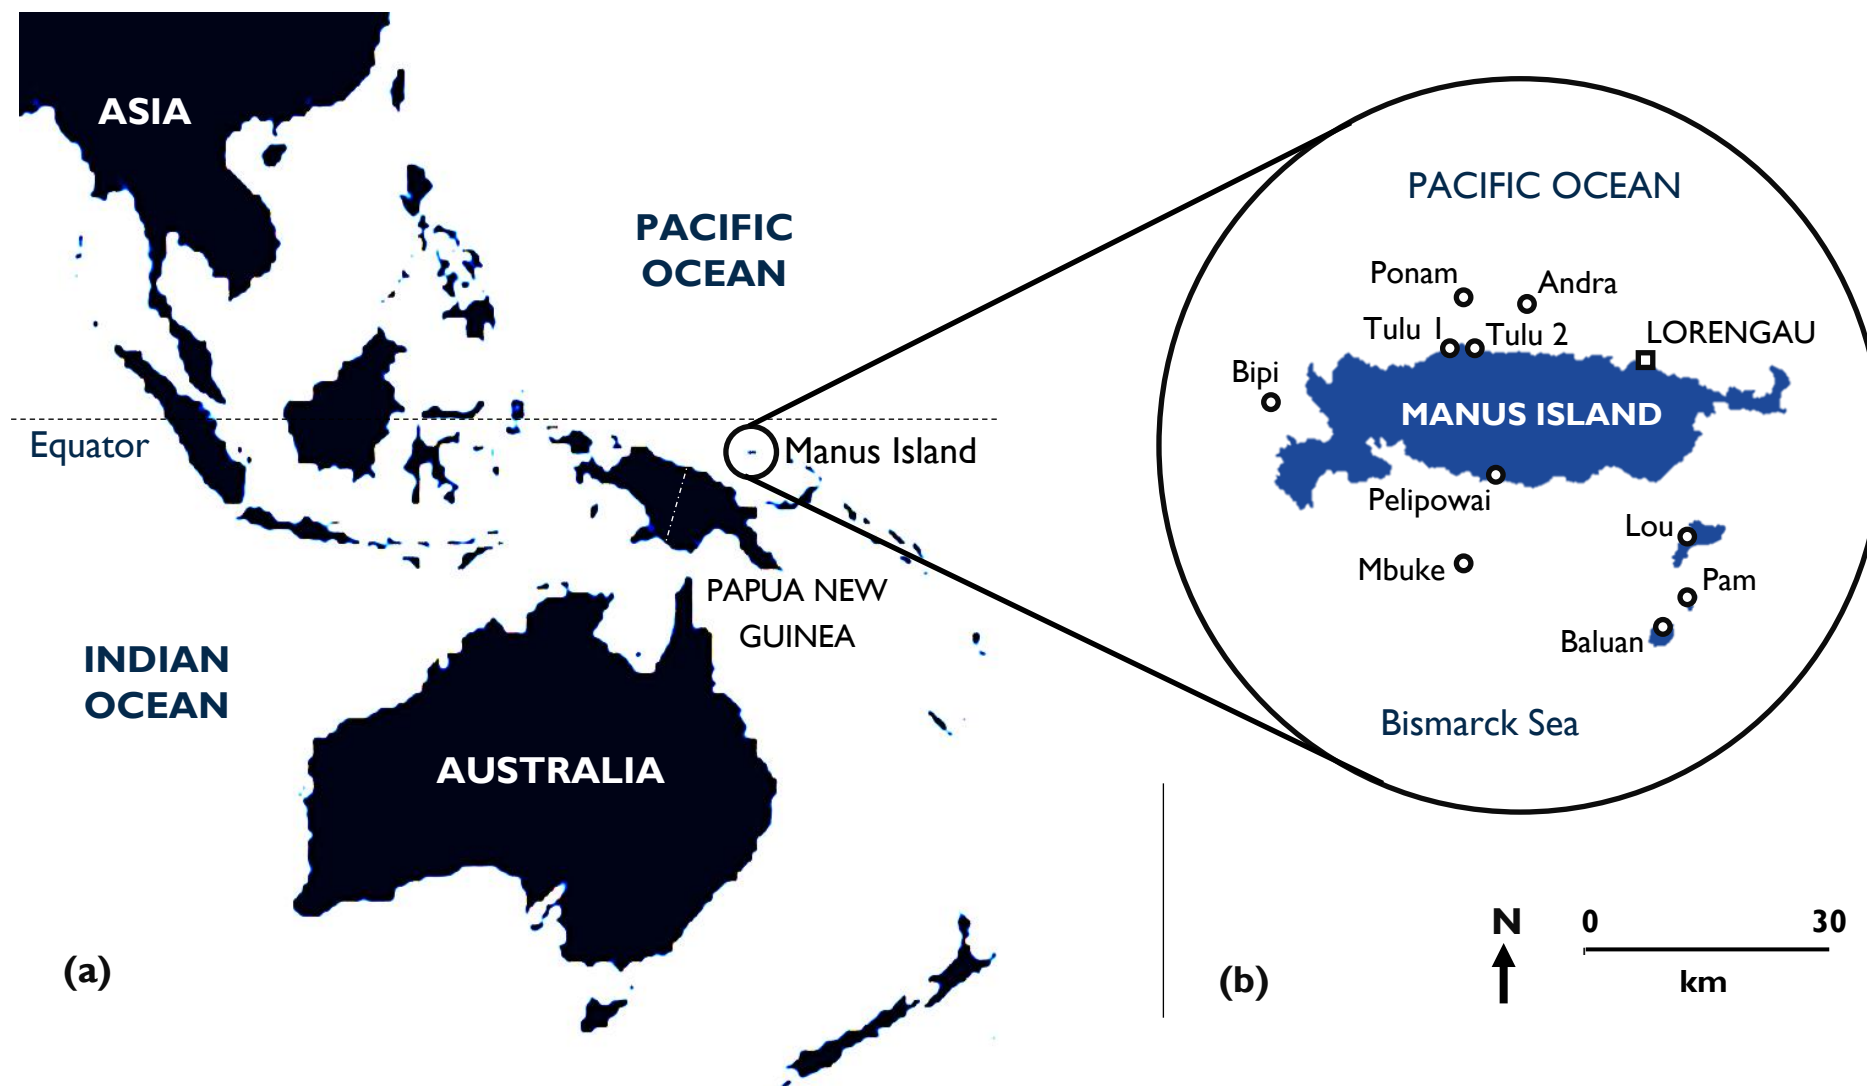 ASIA
PACIFIC
OCEAN
Equator
Manus Island
PAPUA NEW
GUINEA
INDIAN
OCEAN
AUSTRALIA
(a)
PACIFIC OCEAN
Ponam
Andra
Tulu 1
Tulu 2
LORENGAU
Bipi
MANUS ISLAND
Pelipowai
Lou
Mbuke
Pam
Baluan
Bismarck Sea
N
0
30
km
(b)